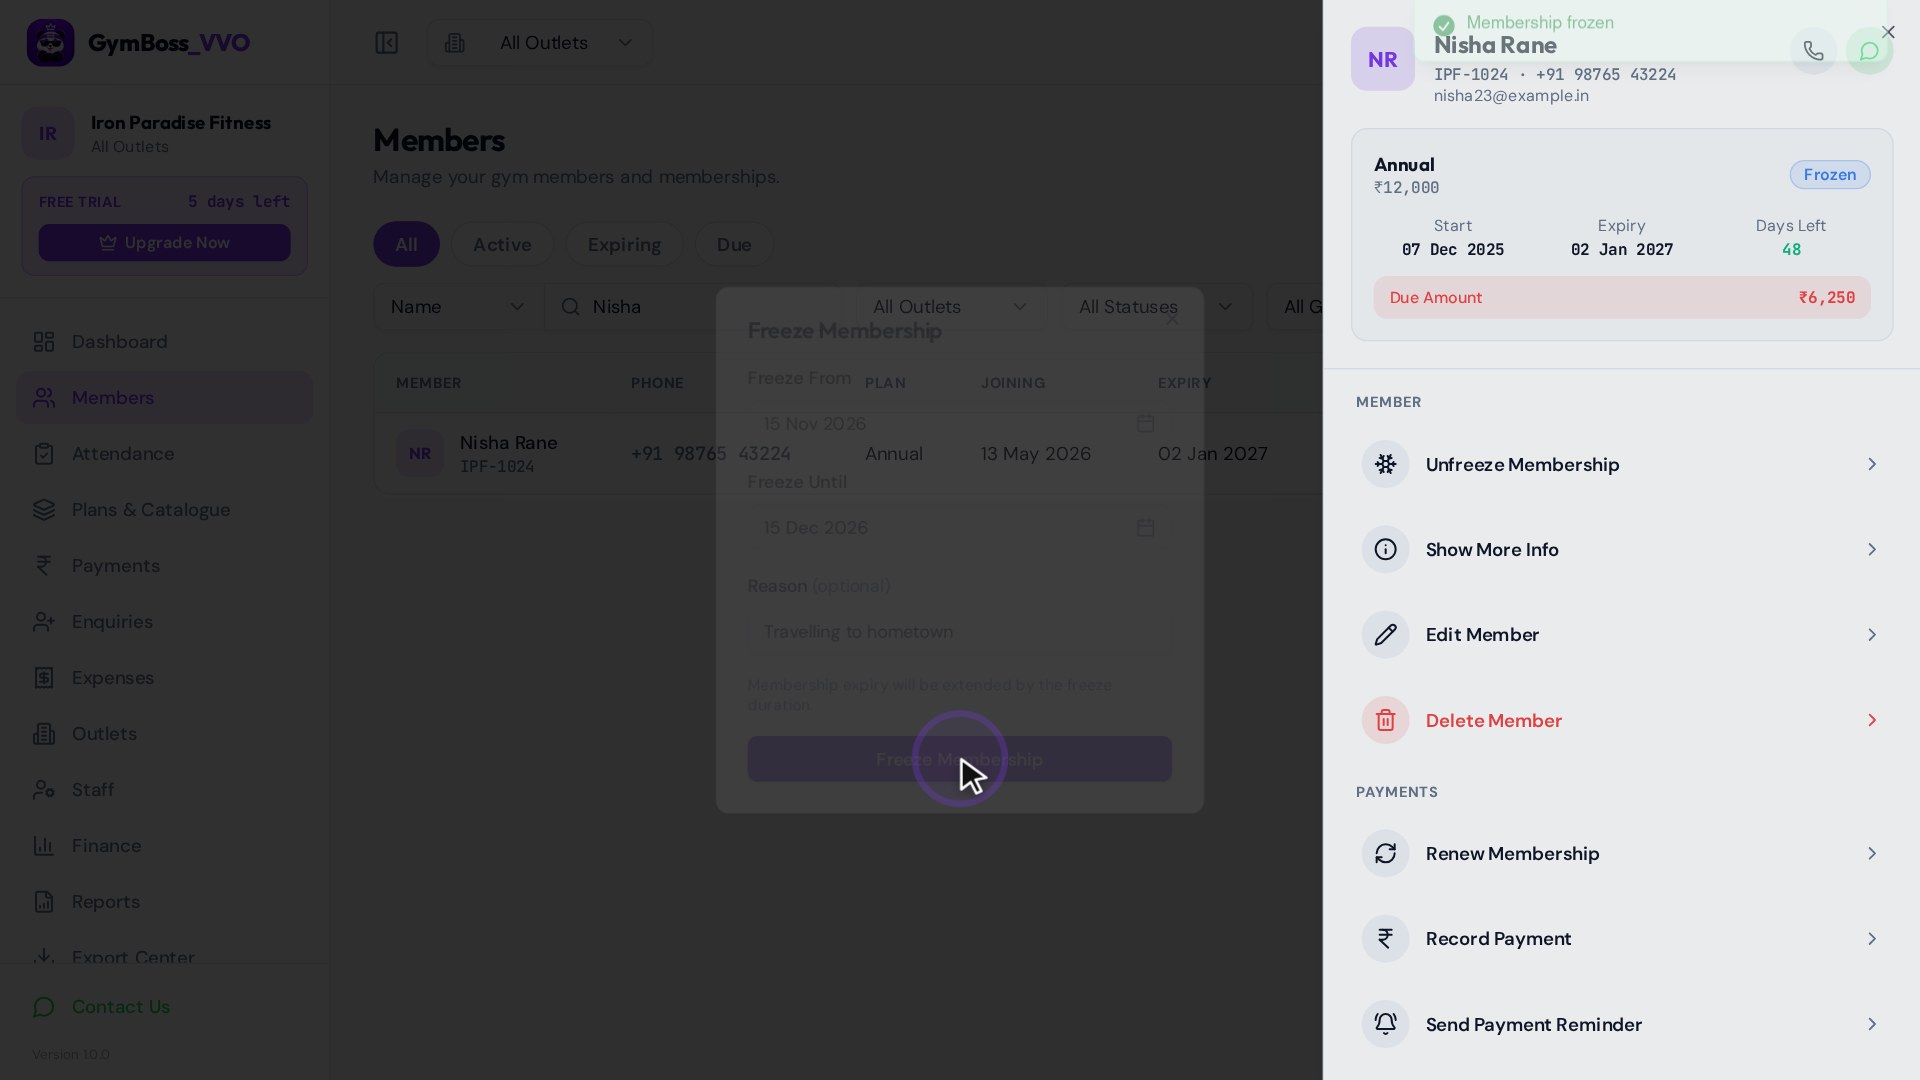 GymBoss_VVO
All Outlets
IR
Iron Paradise Fitness
All Outlets
FREE TRIAL
5 days left
Upgrade Now
Dashboard
Members
Attendance
Plans & Catalogue
Payments
Enquiries
Expenses
Outlets
Staff
Finance
Reports
Export Center
Contact Us
Version 1.0.0
Members
Manage your gym members and memberships.
All
Active
Expiring
Due
Name
Nisha
All Outlets
All Statuses
All G
MEMBER
PHONE
PLAN
JOINING
EXPIRY
NR
Nisha Rane
IPF-1024
+91 98765 43224
Annual
13 May 2026
02 Jan 2027
Freeze Membership
Freeze From
15 Nov 2026
Freeze Until
15 Dec 2026
Reason (optional)
Travelling to hometown
Membership expiry will be extended by the freeze
duration.
Freeze Membership
Membership frozen
NR
Nisha Rane
IPF-1024 · +91 98765 43224
nisha23@example.in
Annual
₹12,000
Frozen
Start
Expiry
Days Left
07 Dec 2025
02 Jan 2027
48
Due Amount
₹6,250
MEMBER
Unfreeze Membership
Show More Info
Edit Member
Delete Member
PAYMENTS
Renew Membership
Record Payment
Send Payment Reminder